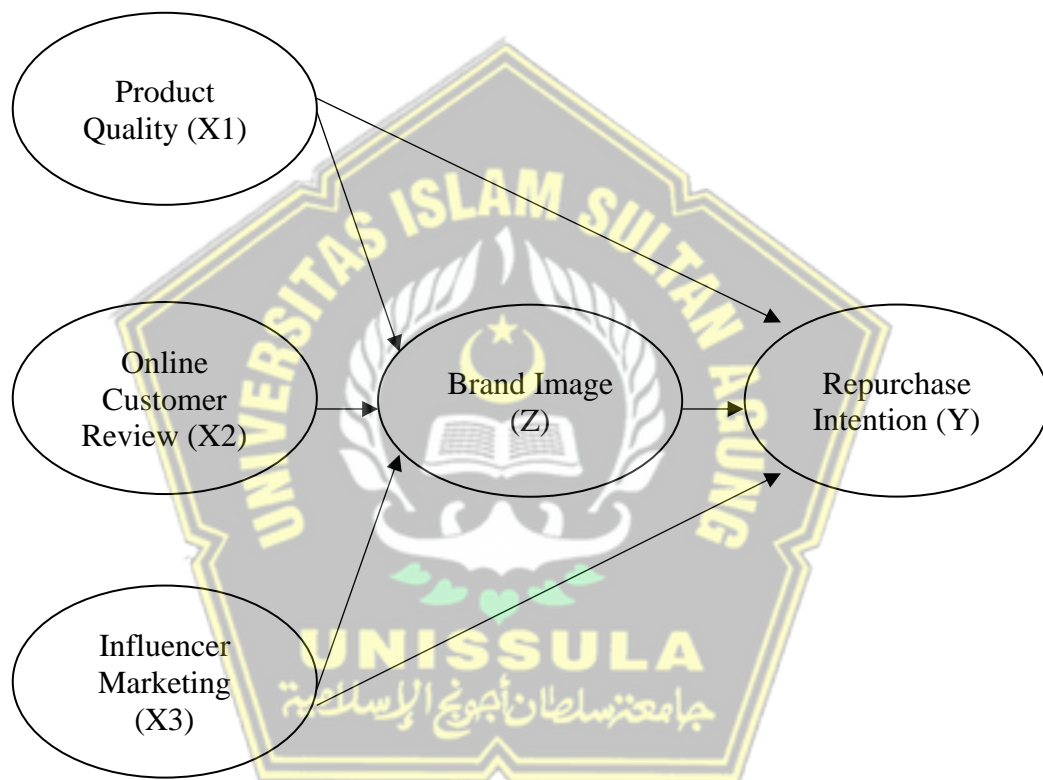 Product
Quality (X1)
UNIVERSITAS ISLAM SULTAN AGUNG
Online
Customer
Review (X2)
Brand Image
(Z)
Repurchase
Intention (Y)
Influencer
Marketing
(X3)
UNISSULA
جامعة سلطان أجونج الإسلامية